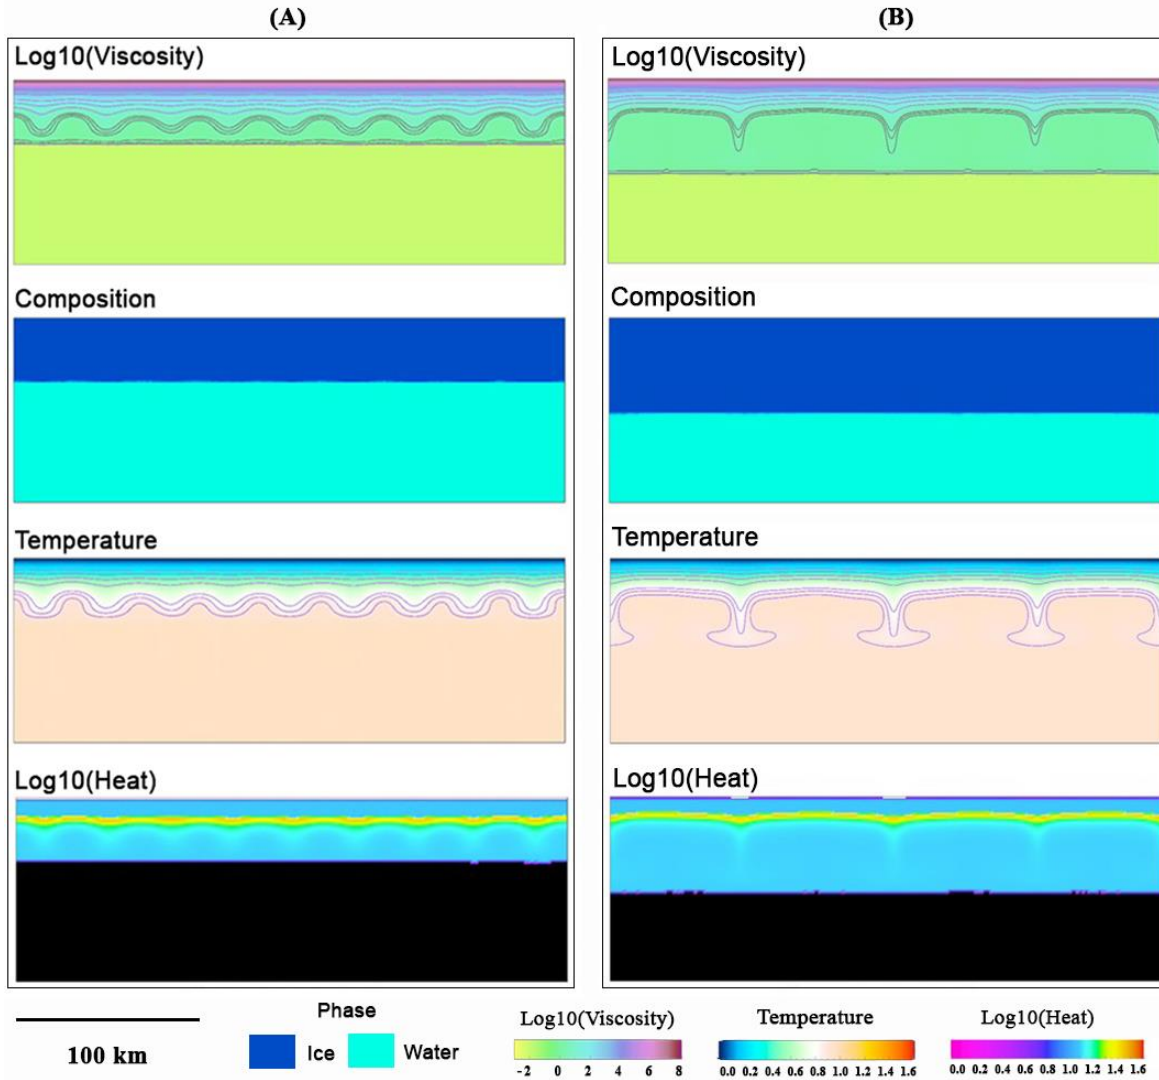 (A)
Log10(Viscosity)
Composition
Temperature
Log10(Heat)
(B)
Log10(Viscosity)
Composition
Temperature
Log10(Heat)
100 km
Phase
Ice Water
Log10(Viscosity)
-2 0 2 4 6 8
Temperature
0.0 0.2 0.4 0.6 0.8 1.0 1.2 1.4 1.6
Log10(Heat)
0.0 0.2 0.4 0.6 0.8 1.0 1.2 1.4 1.6